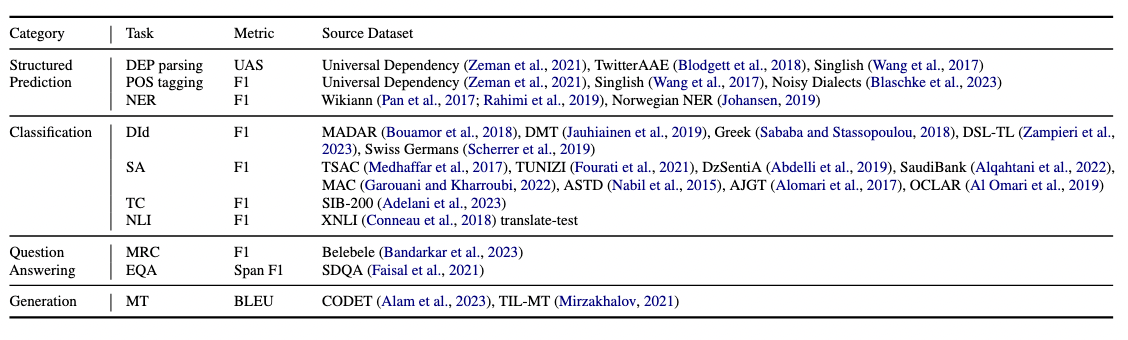 Category Task Metric Source Dataset
Structured DEP parsing UAS Universal Dependency (Zeman et al., 2021), TwitterAAE (Blodgett et al., 2018), Singlish (Wang et al., 2017)
Prediction POS tagging F1 Universal Dependency (Zeman et al., 2021), Singlish (Wang et al., 2017), Noisy Dialects (Blaschke et al., 2023)
NER F1 Wikiann (Pan et al., 2017; Rahimi et al., 2019), Norwegian NER (Johansen, 2019)
Classification DId F1 MADAR (Bouamor et al., 2018), DMT (Jauhiainen et al., 2019), Greek (Sababa and Stassopoulou, 2018), DSL-TL (Zampieri et al.,
2023), Swiss Germans (Scherrer et al., 2019)
SA F1 TSAC (Medhaffar et al., 2017), TUNIZI (Fourati et al., 2021), DzSentiA (Abdelli et al., 2019), SaudiBank (Alqahtani et al., 2022),
MAC (Garouani and Kharroubi, 2022), ASTD (Nabil et al., 2015), AJGT (Alomari et al., 2017), OCLAR (Al Omari et al., 2019)
TC F1 SIB-200 (Adelani et al., 2023)
NLI F1 XNLI (Conneau et al., 2018) translate-test
Question MRC F1 Belebele (Bandarkar et al., 2023)
Answering EQA Span F1 SDQA (Faisal et al., 2021)
Generation MT BLEU CODET (Alam et al., 2023), TIL-MT (Mirzakhalov, 2021)